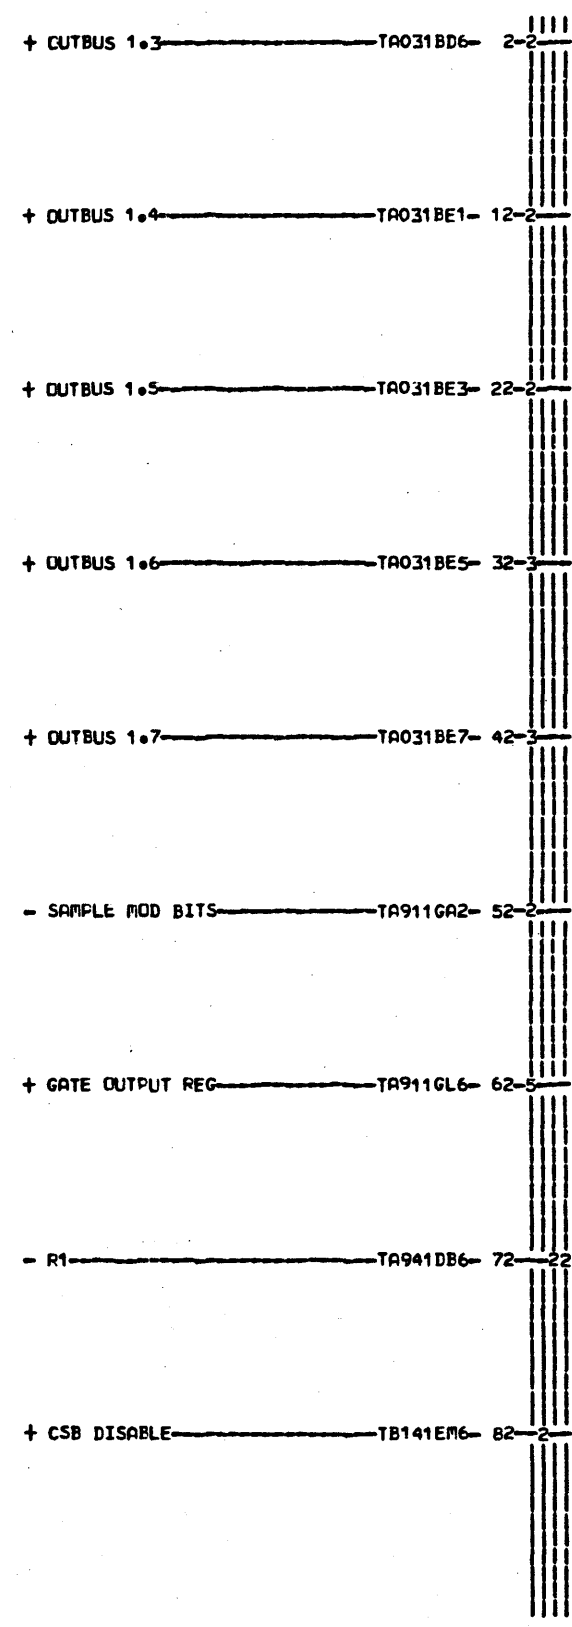 + OUTBUS 1.3 TA031BD6- 2-2
+ OUTBUS 1.4 TA031BE1- 12-2
+ OUTBUS 1.5 TA031BE3- 22-2
+ OUTBUS 1.6 TA031BE5- 32-3
+ OUTBUS 1.7 TA031BE7- 42-3
- SAMPLE MOD BITS TA911GA2- 52-2
+ GATE OUTPUT REG TA911GL6- 62-5
- R1 TA941DB6- 72 22
+ CSB DISABLE TB141EM6- 82 2